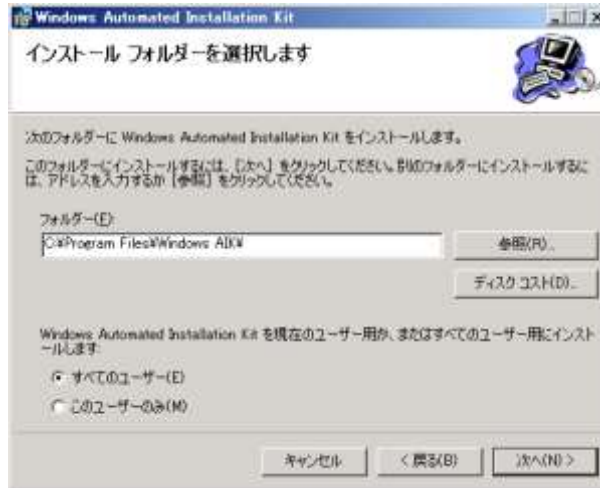 Windows Automated Installation Kit
インストール フォルダーを選択します
次のフォルダーに Windows Automated Installation Kit をインストールします。
このフォルダーにインストールするには、[次へ] をクリックしてください。別のフォルダーにインストールするに
は、アドレスを入力するか [参照] をクリックしてください。
フォルダー(E):
C:¥Program Files¥Windows AIK¥
参照(R)...
ディスク コスト(D)...
Windows Automated Installation Kit を現在のユーザー用か、またはすべてのユーザー用にインスト
ールします:
すべてのユーザー(E)
このユーザーのみ(M)
キャンセル
< 戻る(B)
次へ(N) >